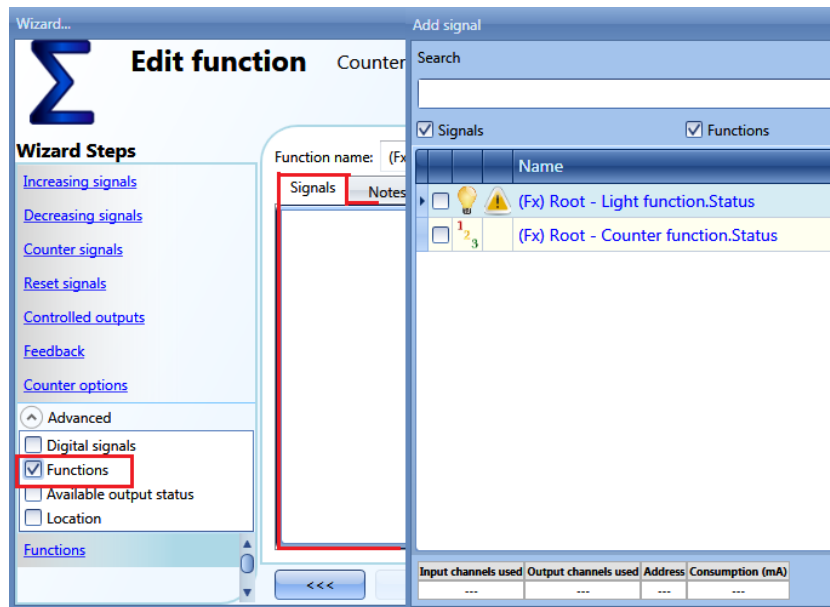 Wizard...
Edit function Counter
Wizard Steps
Increasing signals
Decreasing signals
Counter signals
Reset signals
Controlled outputs
Feedback
Counter options
Advanced
Digital signals
Functions
Available output status
Location
Functions
Function name: (Fx
Signals Notes
<<<
Add signal
Search
Signals Functions
Name
(Fx) Root - Light function.Status
1 2 3 (Fx) Root - Counter function.Status
Input channels used Output channels used Address Consumption (mA)
--- --- --- ---